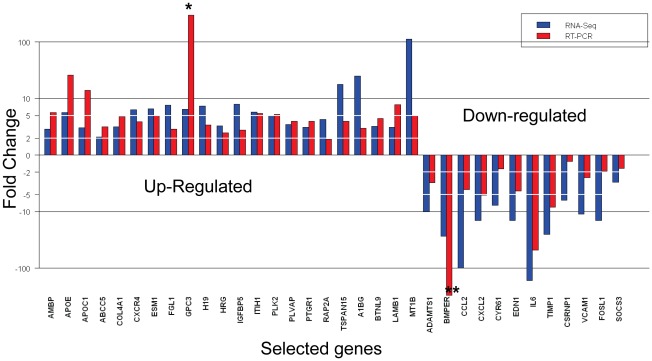 *
RNA-Seq
RT-PCR
100
10
5
2
0
-2
-5
-10
-100
Fold Change
Up-Regulated
Down-regulated
**
AMBP
APOE
APOC1
ABCC5
COL4A1
CXCR4
ESM1
FGL1
GPC3
H19
HRG
IGFBP5
ITIH1
PLK2
PLVAP
PTGR1
RAP2A
TSPAN15
A1BG
BTNL9
LAMB1
MT1B
ADAMTS1
BMPER
CCL2
CXCL2
CYR61
EDN1
IL6
TIMP1
CSRNP1
VCAM1
FOSL1
SOCS3
Selected genes